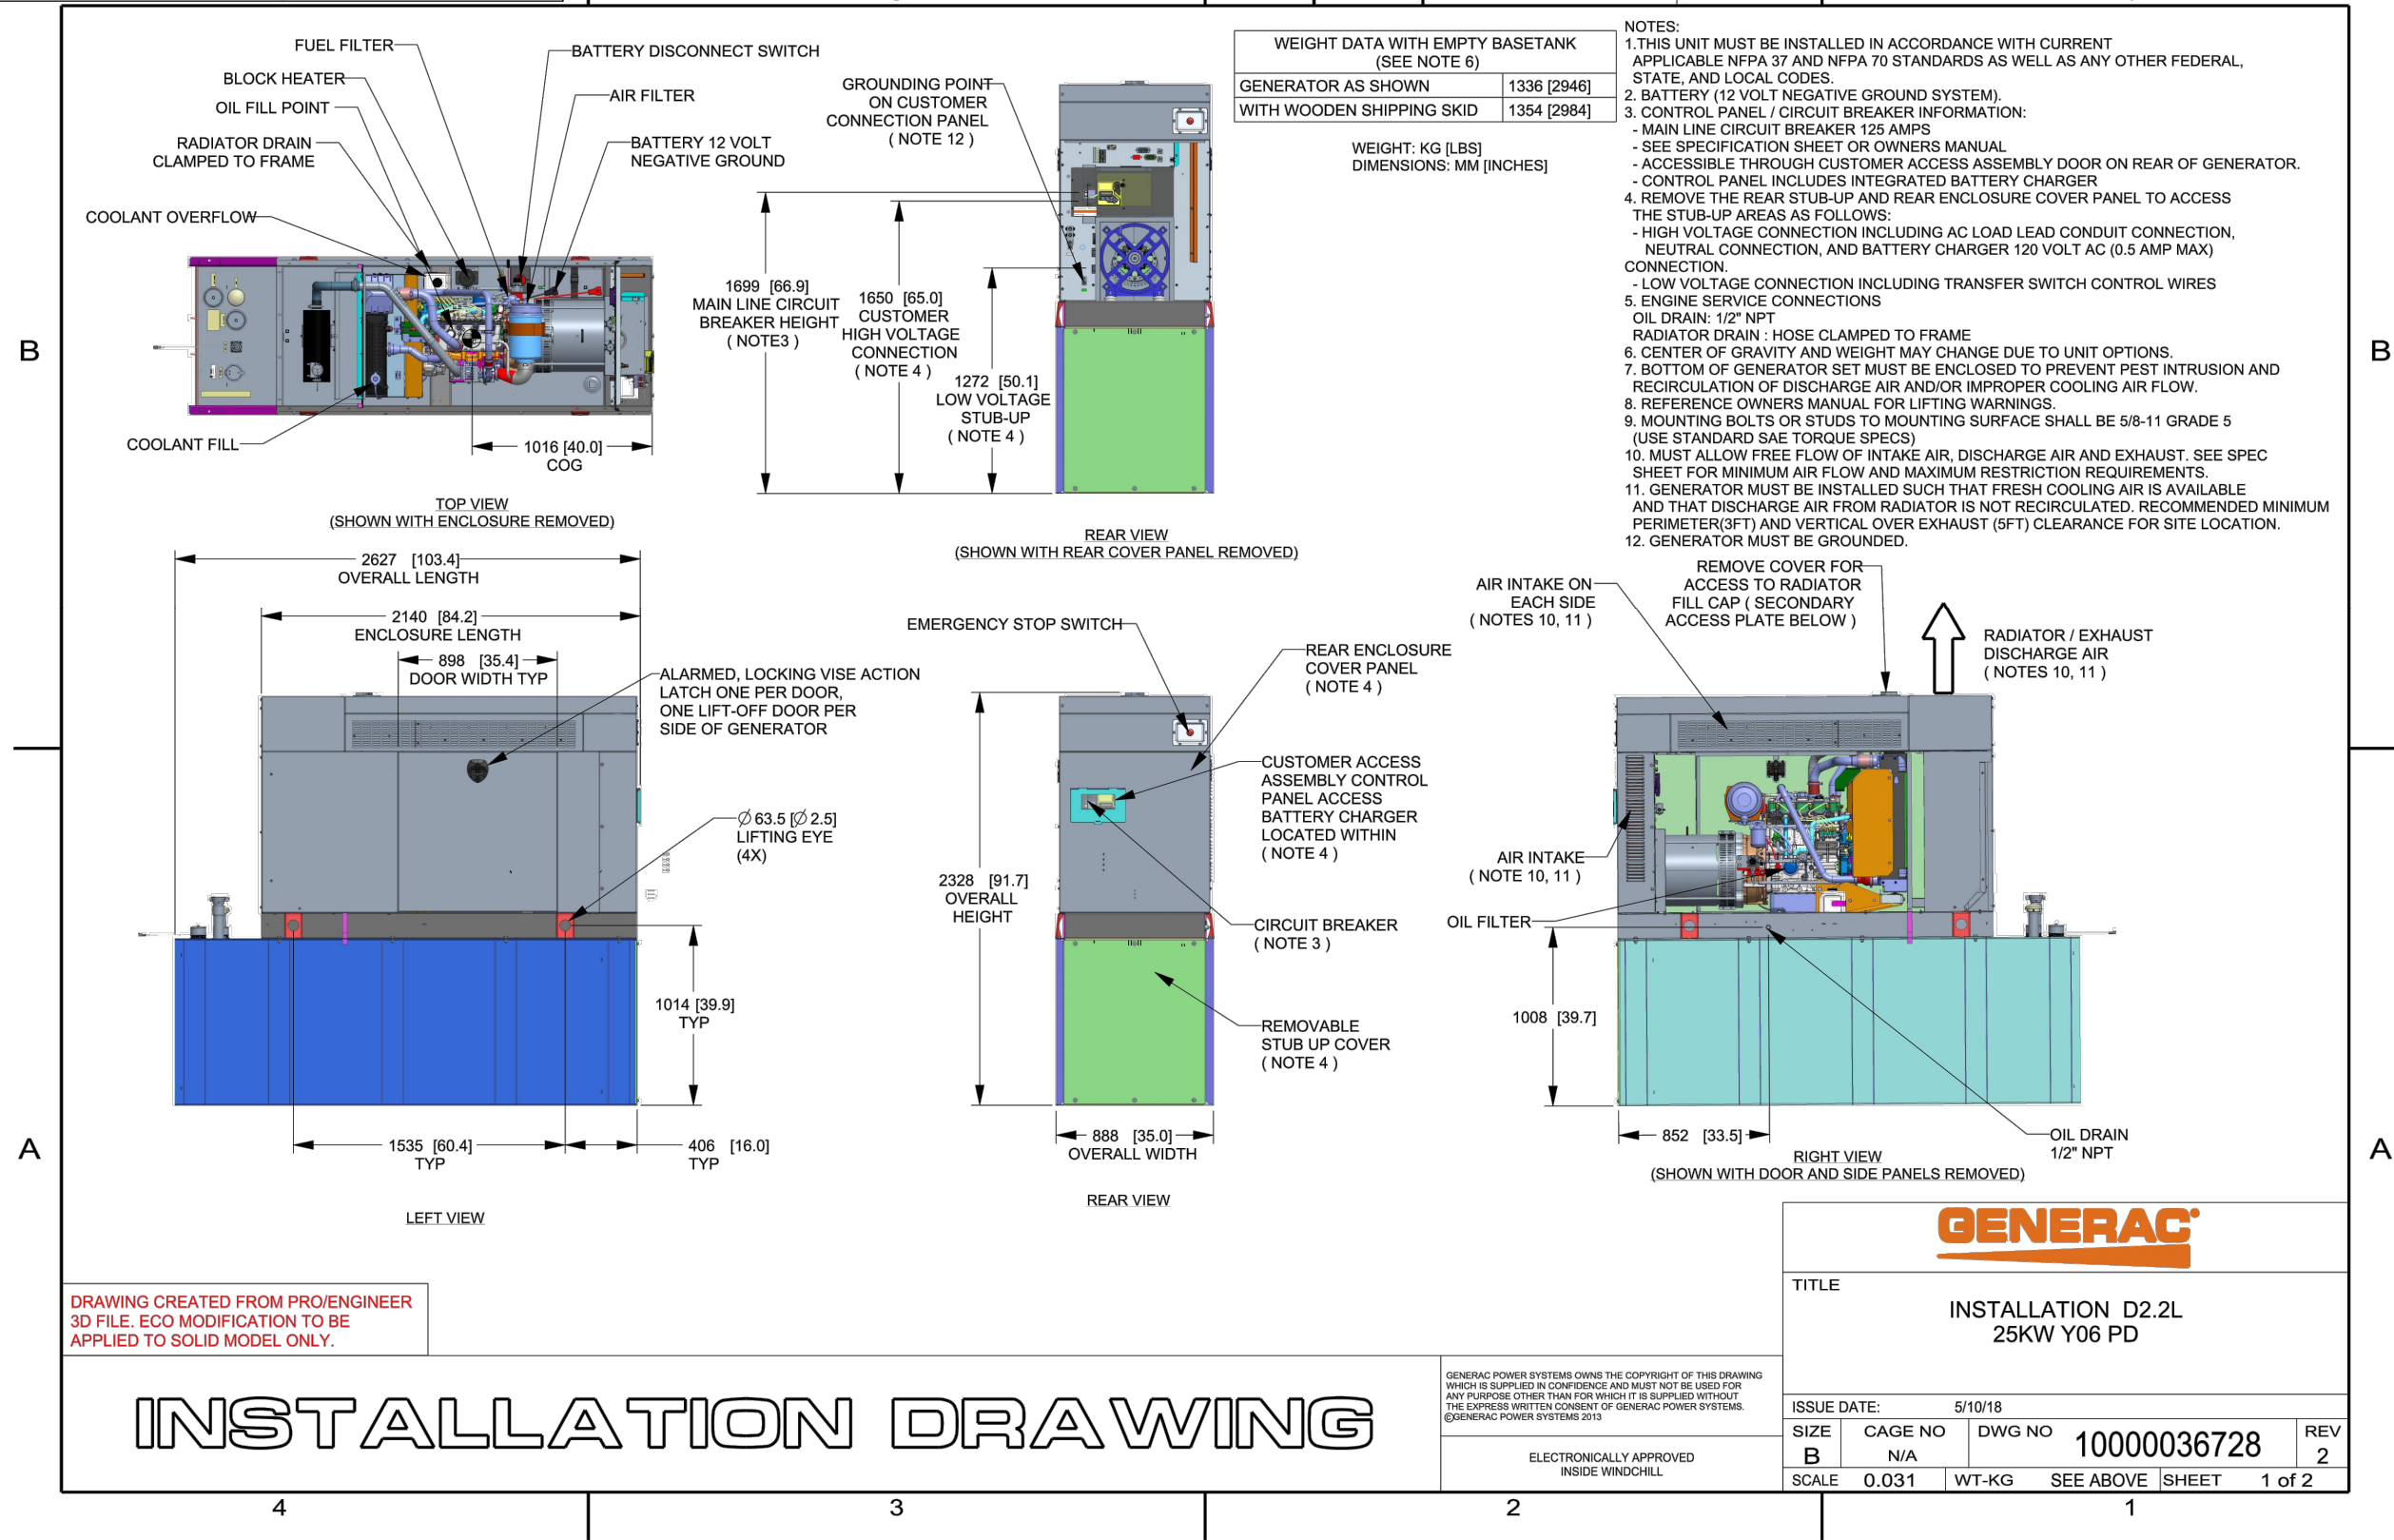 FUEL FILTER
BLOCK HEATER
OIL FILL POINT
RADIATOR DRAIN
CLAMPED TO FRAME
COOLANT OVERFLOW
COOLANT FILL
BATTERY DISCONNECT SWITCH
AIR FILTER
BATTERY 12 VOLT
NEGATIVE GROUND
1016 [40.0]
COG
TOP VIEW
(SHOWN WITH ENCLOSURE REMOVED)
GROUNDING POINT
ON CUSTOMER
CONNECTION PANEL
( NOTE 12 )
1699 [66.9]
MAIN LINE CIRCUIT
BREAKER HEIGHT
( NOTE3 )
1650 [65.0]
CUSTOMER
HIGH VOLTAGE
CONNECTION
( NOTE 4 )
1272 [50.1]
LOW VOLTAGE
STUB-UP
( NOTE 4 )
REAR VIEW
(SHOWN WITH REAR COVER PANEL REMOVED)
WEIGHT DATA WITH EMPTY BASETANK
(SEE NOTE 6)
GENERATOR AS SHOWN 1336 [2946]
WITH WOODEN SHIPPING SKID 1354 [2984]
WEIGHT: KG [LBS]
DIMENSIONS: MM [INCHES]
NOTES:
1.THIS UNIT MUST BE INSTALLED IN ACCORDANCE WITH CURRENT
APPLICABLE NFPA 37 AND NFPA 70 STANDARDS AS WELL AS ANY OTHER FEDERAL,
STATE, AND LOCAL CODES.
2. BATTERY (12 VOLT NEGATIVE GROUND SYSTEM).
3. CONTROL PANEL / CIRCUIT BREAKER INFORMATION:
- MAIN LINE CIRCUIT BREAKER 125 AMPS
- SEE SPECIFICATION SHEET OR OWNERS MANUAL
- ACCESSIBLE THROUGH CUSTOMER ACCESS ASSEMBLY DOOR ON REAR OF GENERATOR.
- CONTROL PANEL INCLUDES INTEGRATED BATTERY CHARGER
4. REMOVE THE REAR STUB-UP AND REAR ENCLOSURE COVER PANEL TO ACCESS
THE STUB-UP AREAS AS FOLLOWS:
- HIGH VOLTAGE CONNECTION INCLUDING AC LOAD LEAD CONDUIT CONNECTION,
NEUTRAL CONNECTION, AND BATTERY CHARGER 120 VOLT AC (0.5 AMP MAX)
CONNECTION.
- LOW VOLTAGE CONNECTION INCLUDING TRANSFER SWITCH CONTROL WIRES
5. ENGINE SERVICE CONNECTIONS
OIL DRAIN: 1/2" NPT
RADIATOR DRAIN : HOSE CLAMPED TO FRAME
6. CENTER OF GRAVITY AND WEIGHT MAY CHANGE DUE TO UNIT OPTIONS.
7. BOTTOM OF GENERATOR SET MUST BE ENCLOSED TO PREVENT PEST INTRUSION AND
RECIRCULATION OF DISCHARGE AIR AND/OR IMPROPER COOLING AIR FLOW.
8. REFERENCE OWNERS MANUAL FOR LIFTING WARNINGS.
9. MOUNTING BOLTS OR STUDS TO MOUNTING SURFACE SHALL BE 5/8-11 GRADE 5
(USE STANDARD SAE TORQUE SPECS)
10. MUST ALLOW FREE FLOW OF INTAKE AIR, DISCHARGE AIR AND EXHAUST. SEE SPEC
SHEET FOR MINIMUM AIR FLOW AND MAXIMUM RESTRICTION REQUIREMENTS.
11. GENERATOR MUST BE INSTALLED SUCH THAT FRESH COOLING AIR IS AVAILABLE
AND THAT DISCHARGE AIR FROM RADIATOR IS NOT RECIRCULATED. RECOMMENDED MINIMUM
PERIMETER(3FT) AND VERTICAL OVER EXHAUST (5FT) CLEARANCE FOR SITE LOCATION.
12. GENERATOR MUST BE GROUNDED.
B
B
2627 [103.4]
OVERALL LENGTH
2140 [84.2]
ENCLOSURE LENGTH
898 [35.4]
DOOR WIDTH TYP
ALARMED, LOCKING VISE ACTION
LATCH ONE PER DOOR,
ONE LIFT-OFF DOOR PER
SIDE OF GENERATOR
Ø 63.5 [Ø 2.5]
LIFTING EYE
(4X)
1014 [39.9]
TYP
1535 [60.4]
TYP
406 [16.0]
TYP
LEFT VIEW
EMERGENCY STOP SWITCH
REAR ENCLOSURE
COVER PANEL
( NOTE 4 )
CUSTOMER ACCESS
ASSEMBLY CONTROL
PANEL ACCESS
BATTERY CHARGER
LOCATED WITHIN
( NOTE 4 )
2328 [91.7]
OVERALL
HEIGHT
CIRCUIT BREAKER
( NOTE 3 )
REMOVABLE
STUB UP COVER
( NOTE 4 )
888 [35.0]
OVERALL WIDTH
REAR VIEW
AIR INTAKE ON
EACH SIDE
( NOTES 10, 11 )
REMOVE COVER FOR
ACCESS TO RADIATOR
FILL CAP ( SECONDARY
ACCESS PLATE BELOW )
RADIATOR / EXHAUST
DISCHARGE AIR
( NOTES 10, 11 )
AIR INTAKE
( NOTE 10, 11 )
OIL FILTER
1008 [39.7]
852 [33.5]
OIL DRAIN
1/2" NPT
RIGHT VIEW
(SHOWN WITH DOOR AND SIDE PANELS REMOVED)
A
A
DRAWING CREATED FROM PRO/ENGINEER
3D FILE. ECO MODIFICATION TO BE
APPLIED TO SOLID MODEL ONLY.
INSTALLATION DRAWING
GENERAC POWER SYSTEMS OWNS THE COPYRIGHT OF THIS DRAWING
WHICH IS SUPPLIED IN CONFIDENCE AND MUST NOT BE USED FOR
ANY PURPOSE OTHER THAN FOR WHICH IT IS SUPPLIED WITHOUT
THE EXPRESS WRITTEN CONSENT OF GENERAC POWER SYSTEMS.
©GENERAC POWER SYSTEMS 2013
ELECTRONICALLY APPROVED
INSIDE WINDCHILL
GENERAC®
TITLE
INSTALLATION D2.2L
25KW Y06 PD
ISSUE DATE: 5/10/18
SIZE CAGE NO DWG NO 10000036728 REV
B N/A 2
SCALE 0.031 WT-KG SEE ABOVE SHEET 1 of 2
4 3 2 1